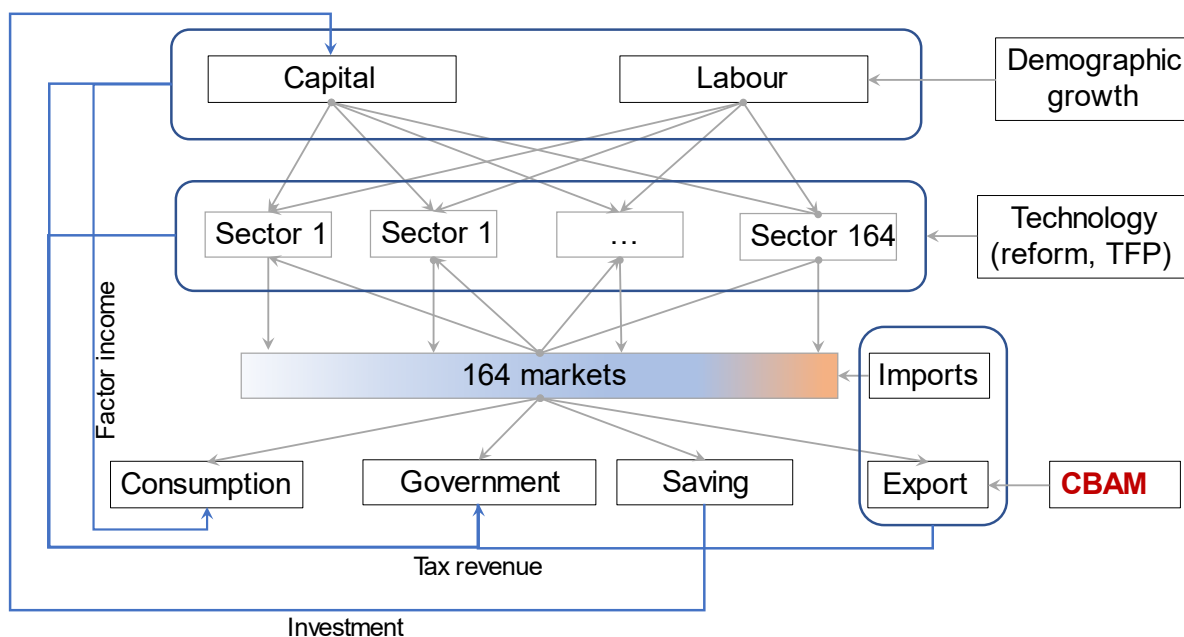 Capital
Labour
Demographic
growth
Sector 1
Sector 1
...
Sector 164
Technology
(reform, TFP)
Factor income
164 markets
Imports
Consumption
Government
Saving
Export
CBAM
Tax revenue
Investment